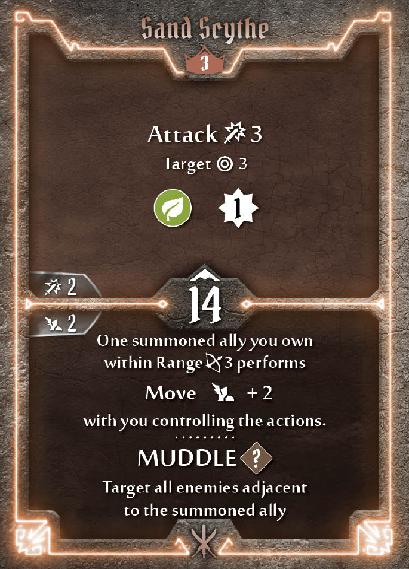 Sand Scythe
3
Attack 3
Target 3
1
2
14
2
One summoned ally you own
within Range 3 performs
Move + 2
with you controlling the actions.
MUDDLE ?
Target all enemies adjacent
to the summoned ally